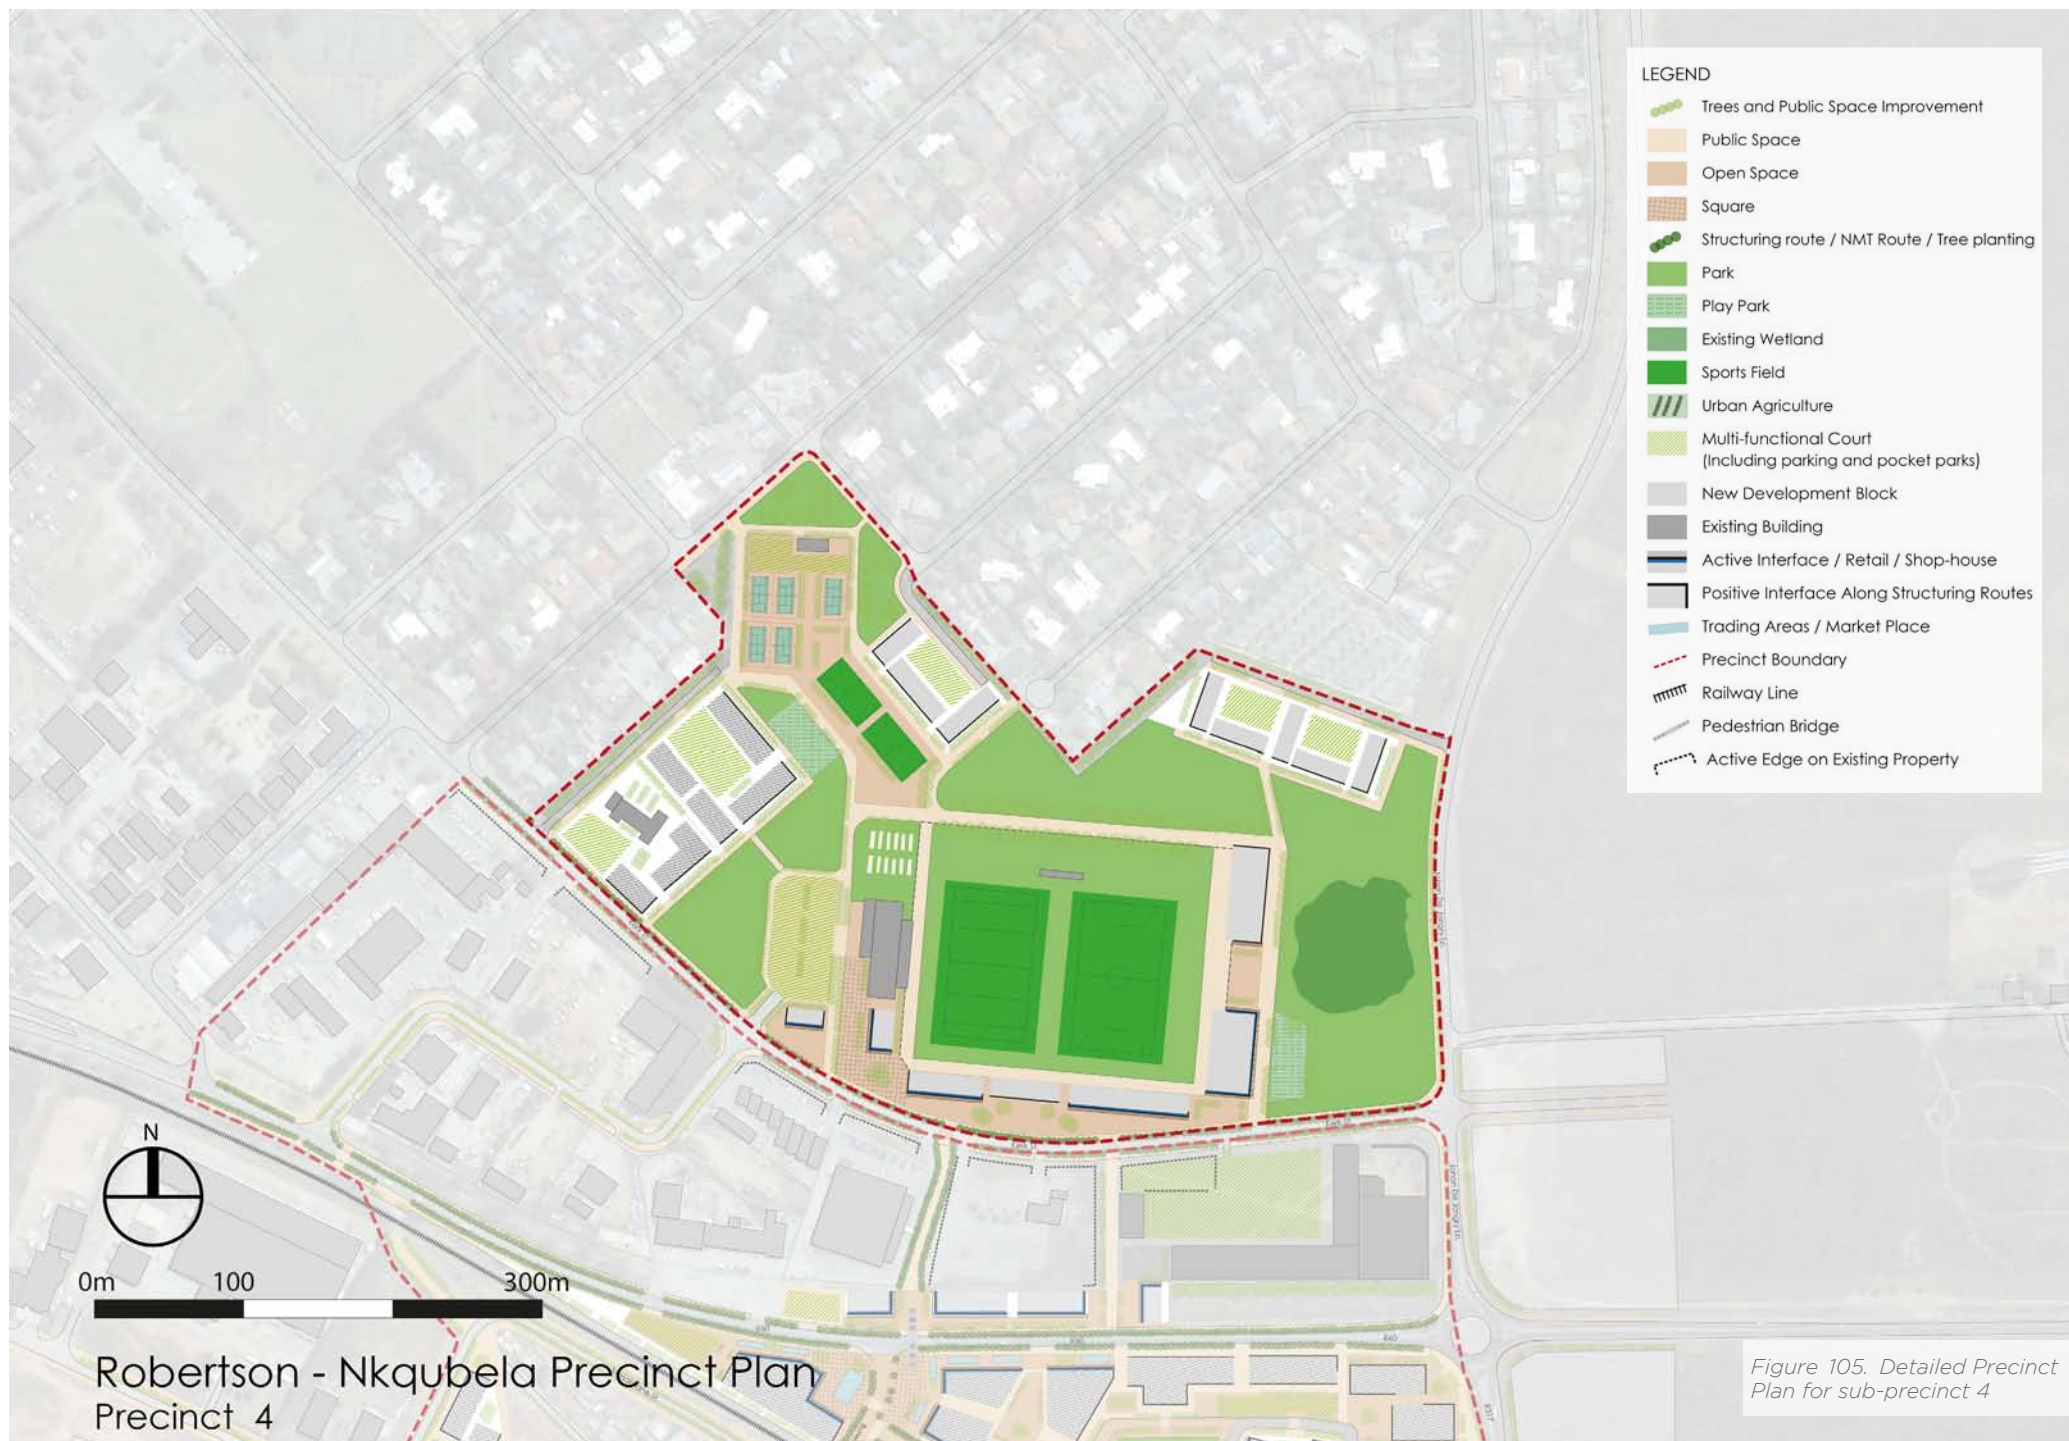 LEGEND
Trees and Public Space Improvement
Public Space
Open Space
Square
Structuring route / NMT Route / Tree planting
Park
Play Park
Existing Wetland
Sports Field
Urban Agriculture
Multi-functional Court
(Including parking and pocket parks)
New Development Block
Existing Building
Active Interface / Retail / Shop-house
Positive Interface Along Structuring Routes
Trading Areas / Market Place
Precinct Boundary
Railway Line
Pedestrian Bridge
Active Edge on Existing Property
N
0m 100 300m
R60
R60
R60
Robertson - Nkqubela Precinct Plan
Precinct 4
Figure 105. Detailed Precinct
Plan for sub-precinct 4